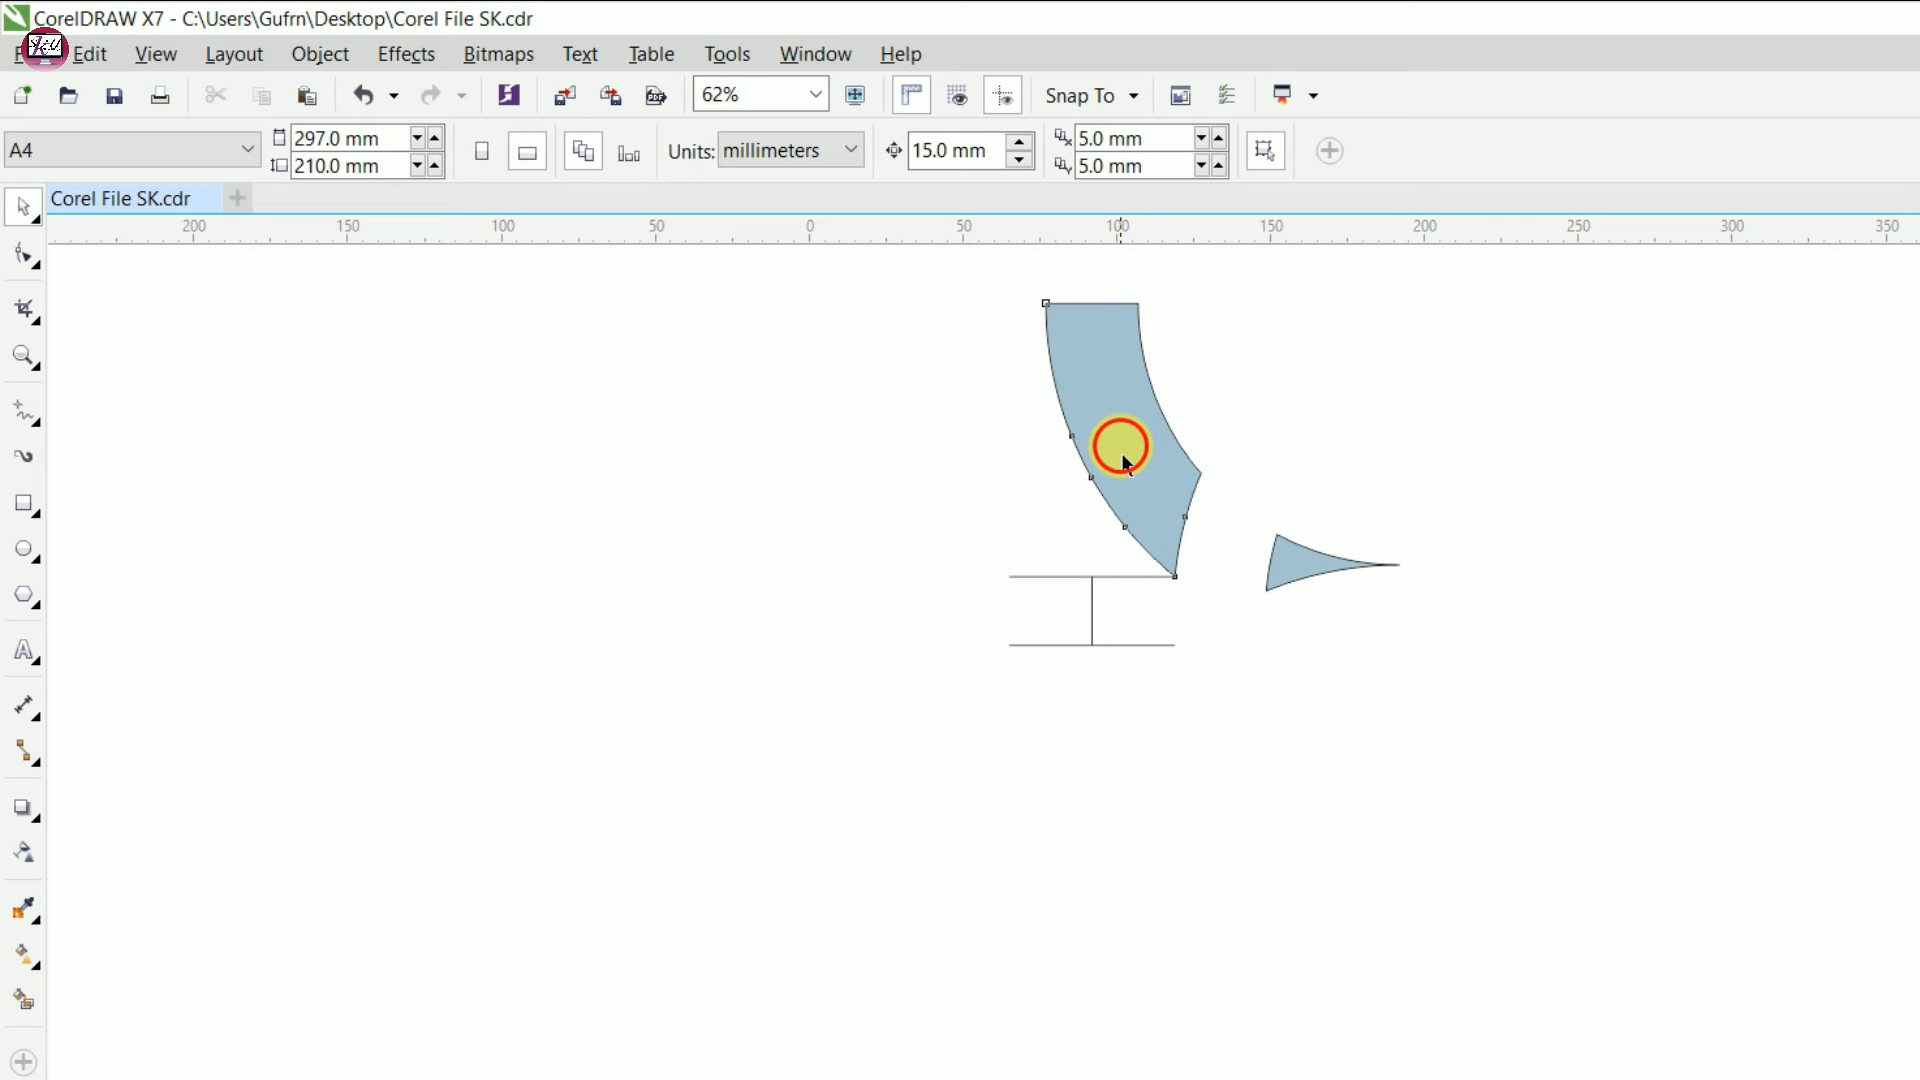 CorelDRAW X7 - C:\Users\Gufrn\Desktop\Corel File SK.cdr
Edit View Layout Object Effects Bitmaps Text Table Tools Window Help
62% Snap To
A4 297.0 mm 210.0 mm Units: millimeters 15.0 mm 5.0 mm 5.0 mm
Corel File SK.cdr
200 150 100 50 0 50 100 150 200 250 300 350